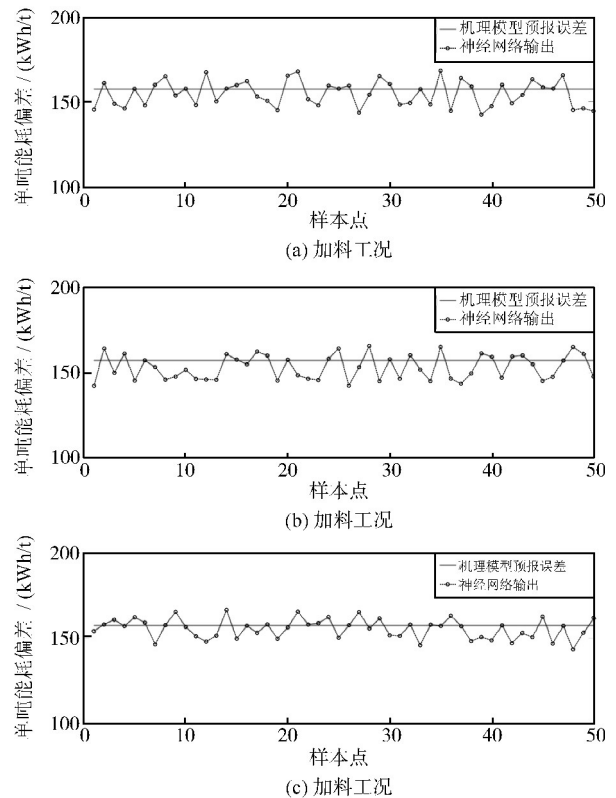 单吨能耗偏差 / (kWh/t)
200
150
100
机理模型预报误差
神经网络输出
0 10 20 30 40 50
样本点
(a) 加料工况
单吨能耗偏差 / (kWh/t)
200
150
100
机理模型预报误差
神经网络输出
0 10 20 30 40 50
样本点
(b) 加料工况
单吨能耗偏差 / (kWh/t)
200
150
100
机理模型预报误差
神经网络输出
0 10 20 30 40 50
样本点
(c) 加料工况